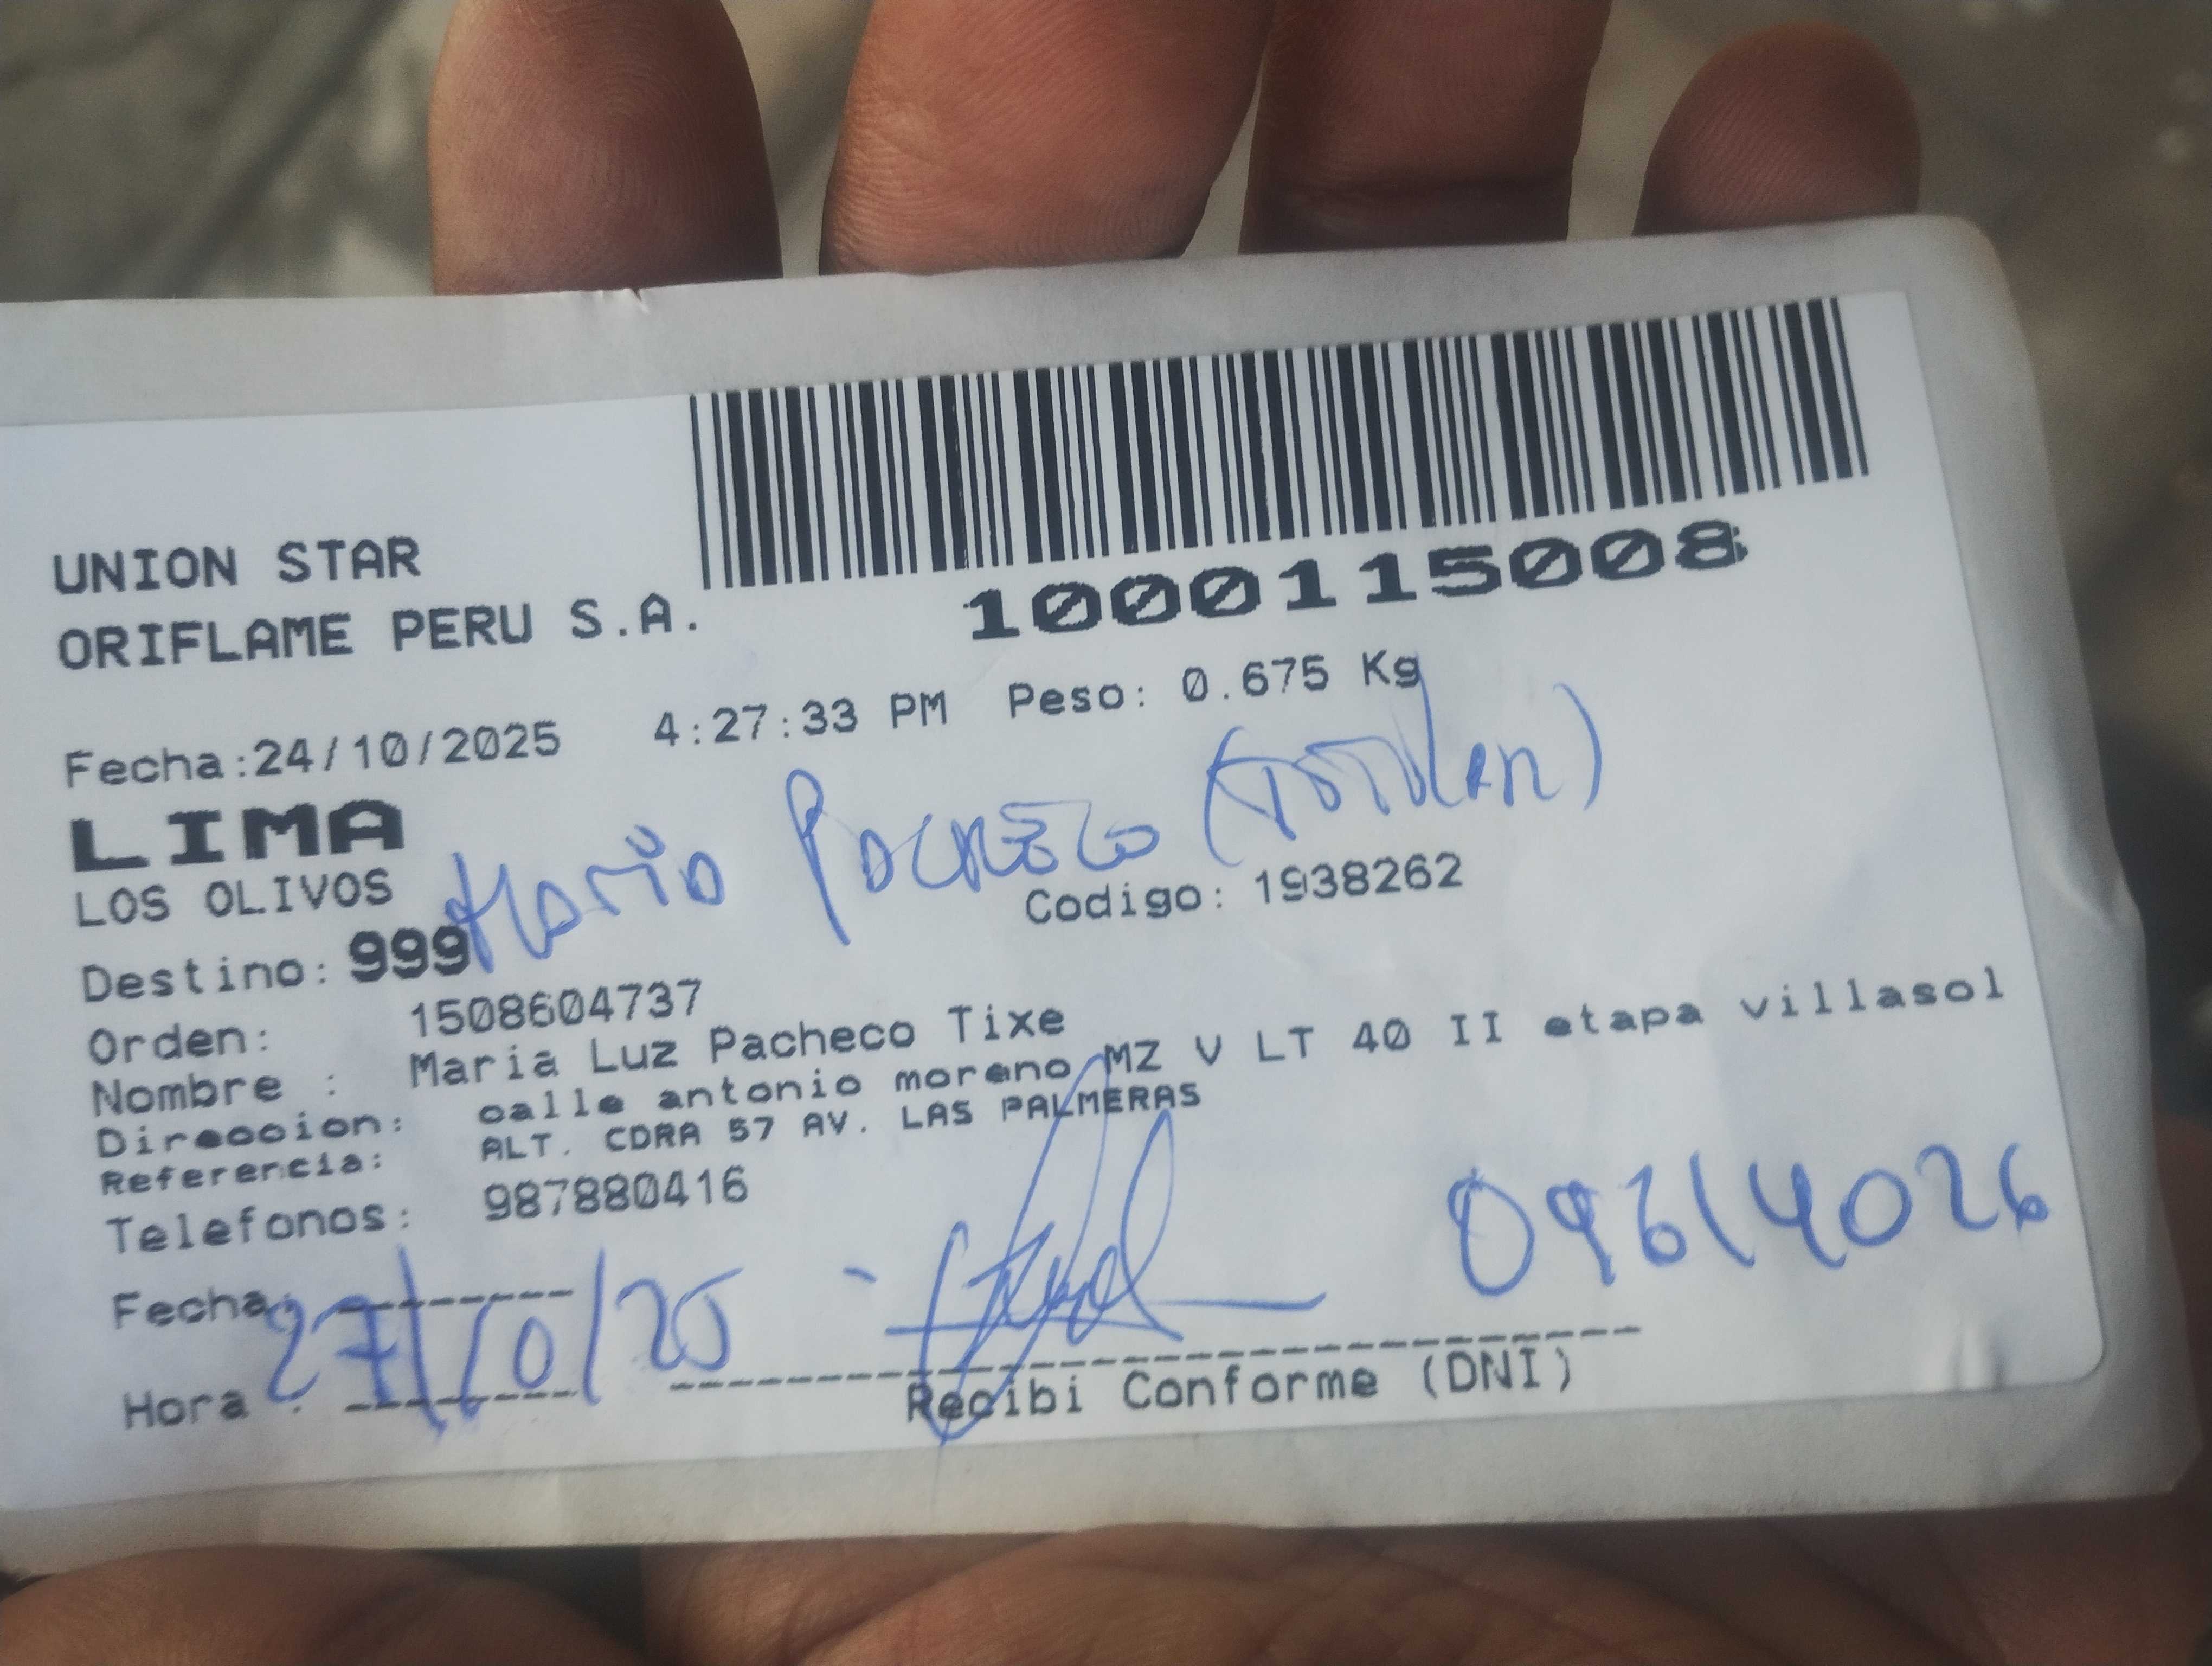 UNION STAR
ORIFLAME PERU S.A.
1000115008
Fecha:24/10/2025 4:27:33 PM Peso: 0.675 Kg
LIMA
LOS OLIVOS
Mario Pacheco
Destino: 999 Codigo: 1938262
Orden: 1508604737
Nombre : Maria Luz Pacheco Tixe
Direccion: calle antonio moreno MZ V LT 40 II etapa villasol
Referencia: ALT. CDRA 57 AV. LAS PALMERAS
Telefonos: 987880416
09614026
Fecha: 27/10/25
Hora :
Recibi Conforme (DNI)